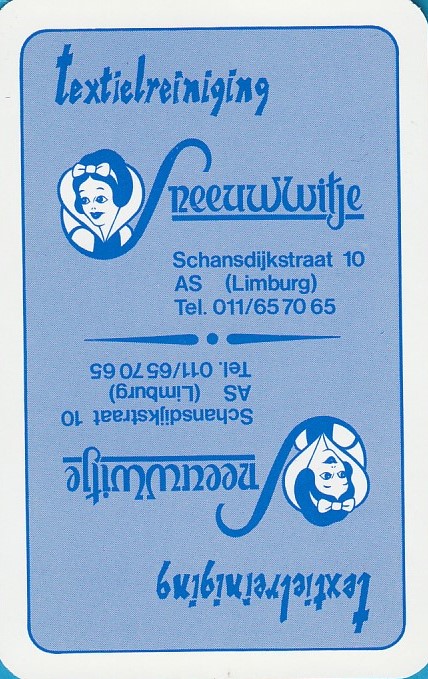 textielreiniging
Sneeuwwitje
Schansdijkstraat 10
AS (Limburg)
Tel. 011/65 70 65
textielreiniging
Sneeuwwitje
Schansdijkstraat 10
AS (Limburg)
Tel. 011/65 70 65